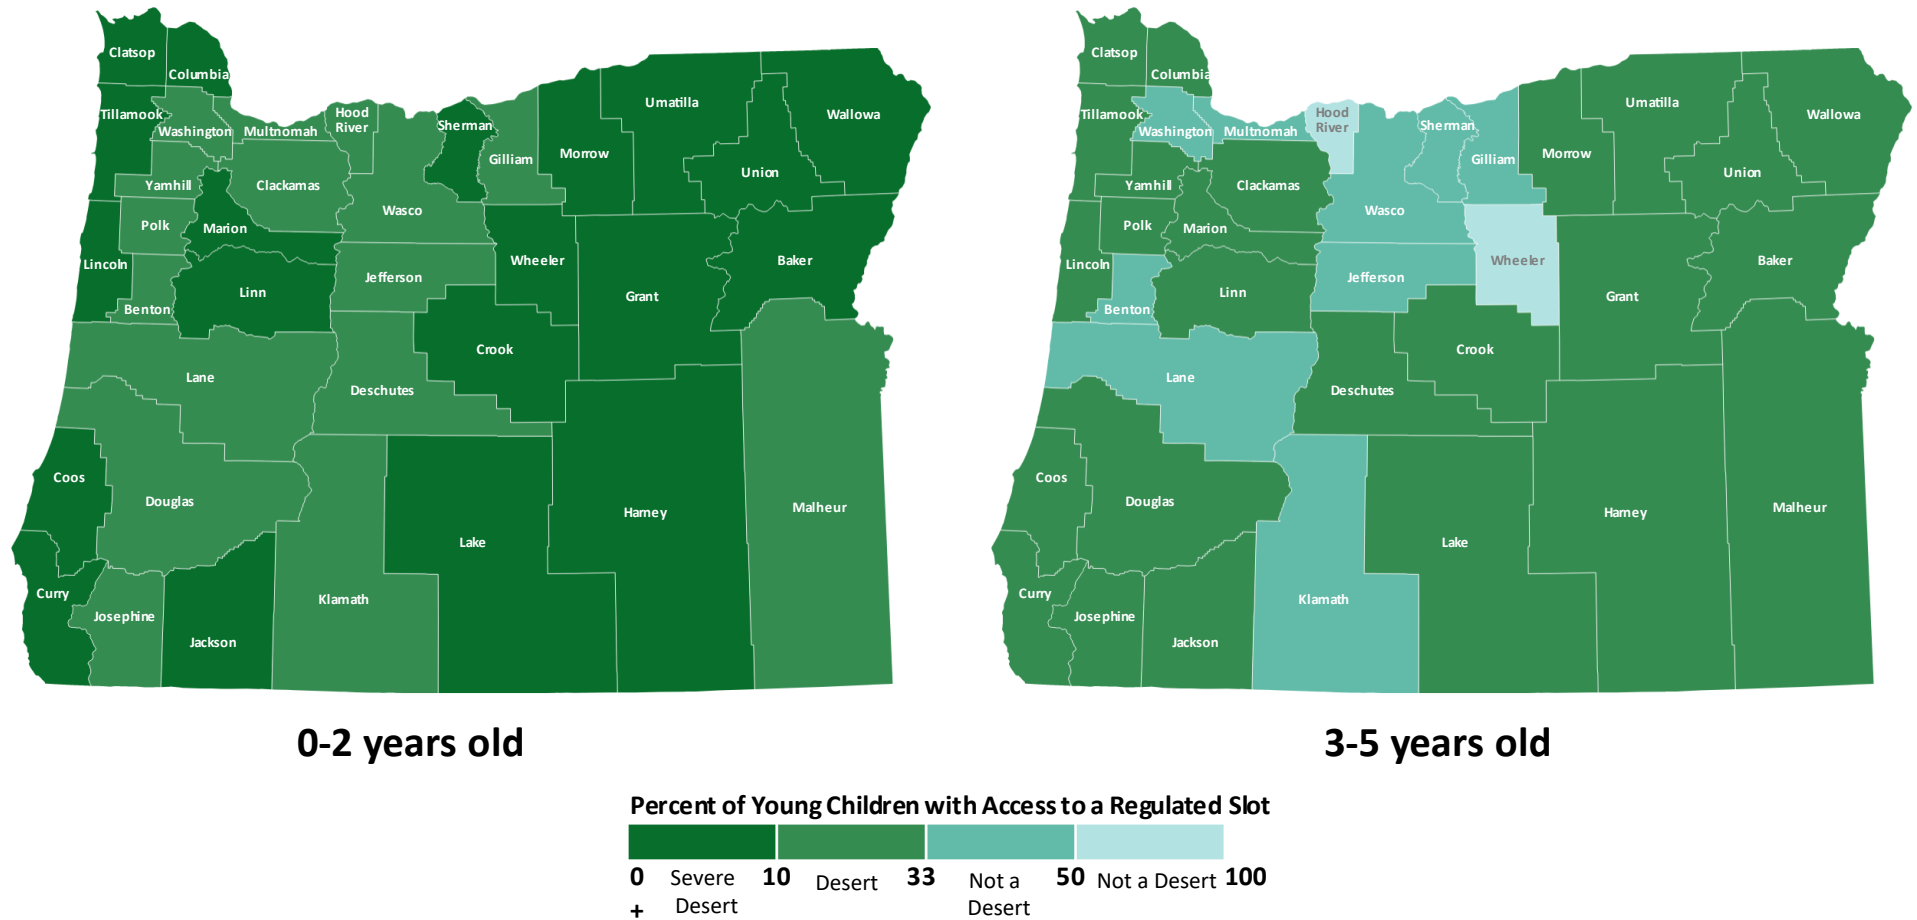 Clatsop
Columbia
Tillamook
Washington
Multnomah
Hood
River
Sherman
Gilliam
Morrow
Umatilla
Wallowa
Union
Yamhill
Clackamas
Wasco
Polk
Marion
Lincoln
Benton
Linn
Jefferson
Wheeler
Grant
Baker
Crook
Lane
Deschutes
Coos
Douglas
Lake
Harney
Malheur
Curry
Josephine
Jackson
Klamath
0-2 years old
Clatsop
Columbia
Tillamook
Washington
Multnomah
Hood
River
Sherman
Gilliam
Morrow
Umatilla
Wallowa
Union
Yamhill
Clackamas
Wasco
Polk
Marion
Lincoln
Benton
Linn
Jefferson
Wheeler
Grant
Baker
Crook
Lane
Deschutes
Coos
Douglas
Lake
Harney
Malheur
Curry
Josephine
Jackson
Klamath
3-5 years old
Percent of Young Children with Access to a Regulated Slot
0 Severe 10 Desert 33 Not a 50 Not a Desert 100
+ Desert Desert